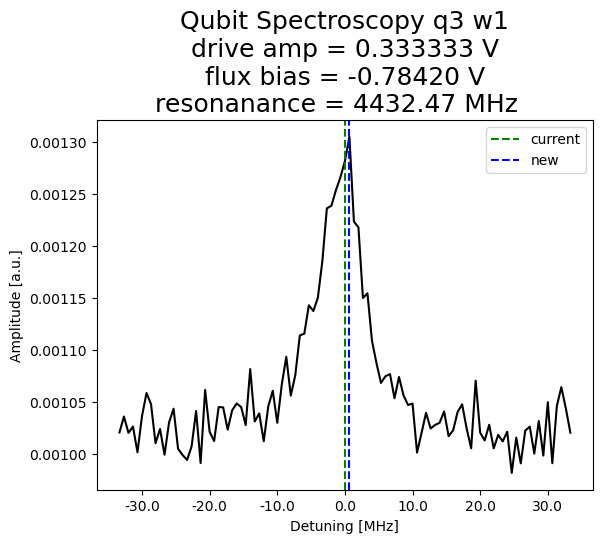 Qubit Spectroscopy q3 w1
drive amp = 0.333333 V
flux bias = -0.78420 V
resonanance = 4432.47 MHz
current
new
0.00130
0.00125
0.00120
0.00115
0.00110
0.00105
0.00100
Amplitude [a.u.]
-30.0 -20.0 -10.0 0.0 10.0 20.0 30.0
Detuning [MHz]